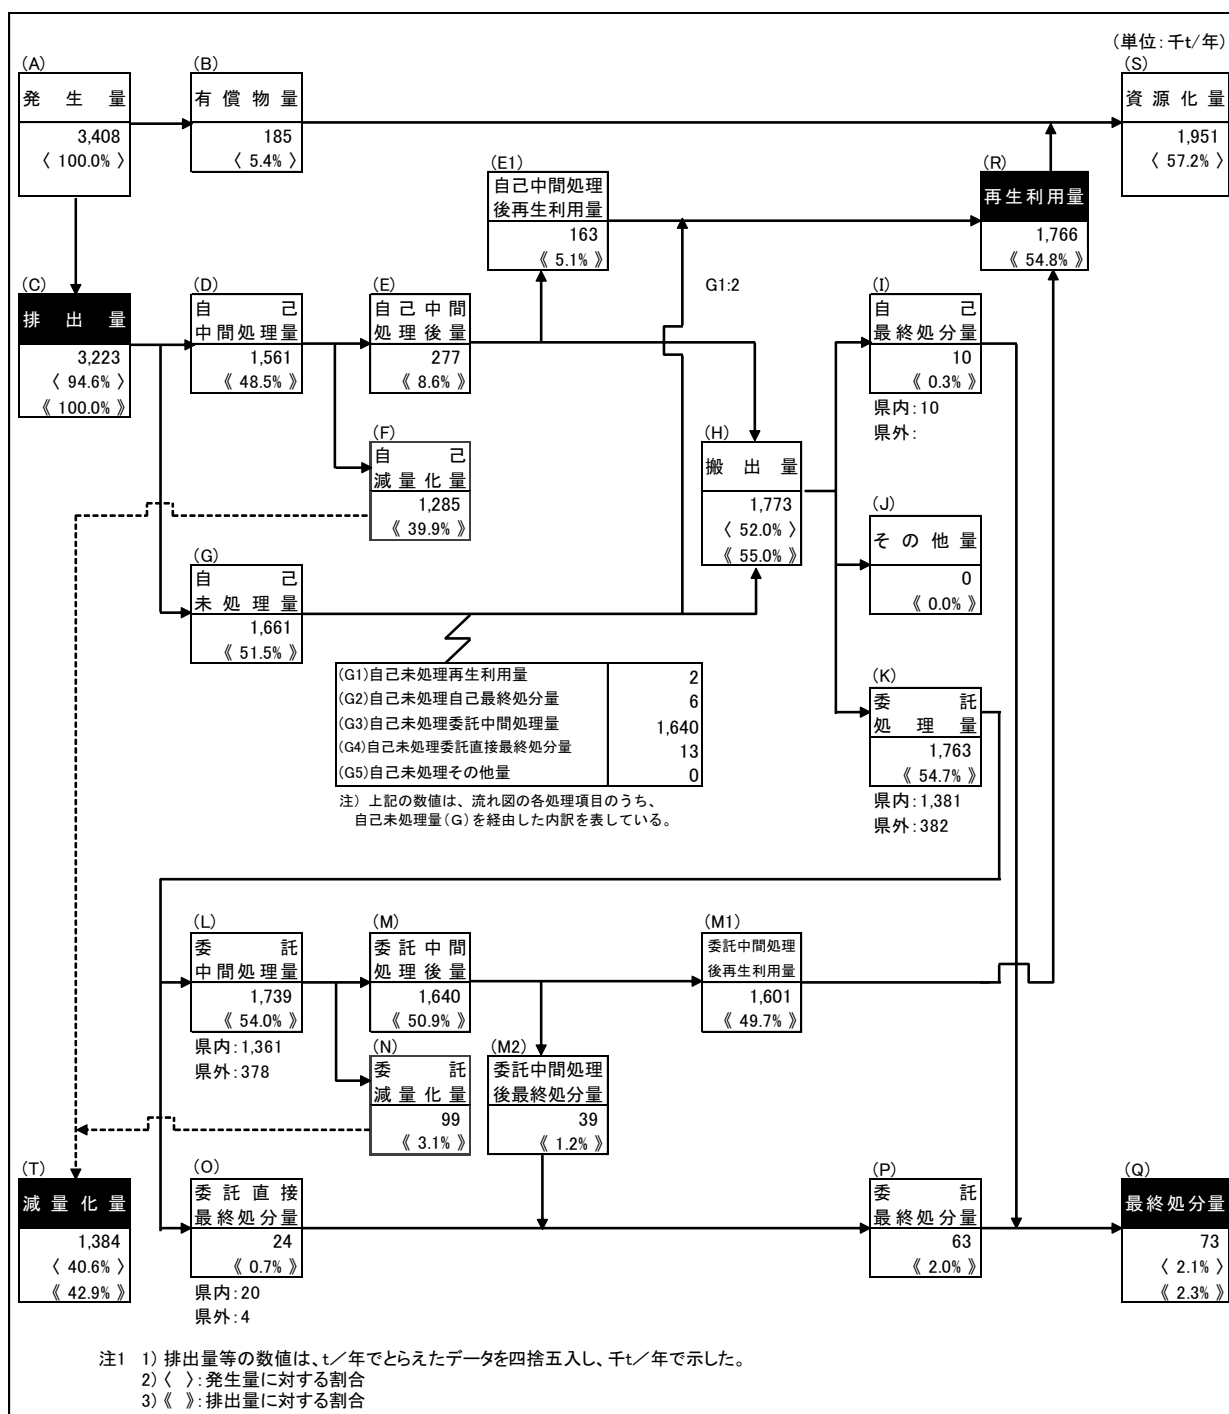 (単位：千t/年)
(A)
発生量
3,408
〈 100.0% 〉
(B)
有償物量
185
〈 5.4% 〉
(S)
資源化量
1,951
〈 57.2% 〉
(E1)
自己中間処理
後再生利用量
163
《 5.1% 》
(R)
再生利用量
1,766
《 54.8% 》
G1:2
(C)
排出量
3,223
〈 94.6% 〉
《 100.0% 》
(D)
自己
中間処理量
1,561
《 48.5% 》
(E)
自己中間
処理後量
277
《 8.6% 》
(I)
自己
最終処分量
10
《 0.3% 》
県内：10
県外：
(F)
自己
減量化量
1,285
《 39.9% 》
(H)
搬出量
1,773
〈 52.0% 〉
《 55.0% 》
(J)
その他量
0
《 0.0% 》
(G)
自己
未処理量
1,661
《 51.5% 》
(G1)自己未処理再生利用量 2
(G2)自己未処理自己最終処分量 6
(G3)自己未処理委託中間処理量 1,640
(G4)自己未処理委託直接最終処分量 13
(G5)自己未処理その他量 0
注）上記の数値は、流れ図の各処理項目のうち、
自己未処理量(G)を経由した内訳を表している。
(K)
委託
処理量
1,763
《 54.7% 》
県内：1,381
県外：382
(L)
委託
中間処理量
1,739
《 54.0% 》
県内：1,361
県外：378
(M)
委託中間
処理後量
1,640
《 50.9% 》
(M1)
委託中間処理
後再生利用量
1,601
《 49.7% 》
(N)
委託
減量化量
99
《 3.1% 》
(M2)
委託中間処理
後最終処分量
39
《 1.2% 》
(T)
減量化量
1,384
〈 40.6% 〉
《 42.9% 》
(O)
委託直接
最終処分量
24
《 0.7% 》
県内：20
県外：4
(P)
委託
最終処分量
63
《 2.0% 》
(Q)
最終処分量
73
〈 2.1% 〉
《 2.3% 》
注1 1) 排出量等の数値は、t／年でとらえたデータを四捨五入し、千t／年で示した。
2)〈 〉：発生量に対する割合
3)《 》：排出量に対する割合